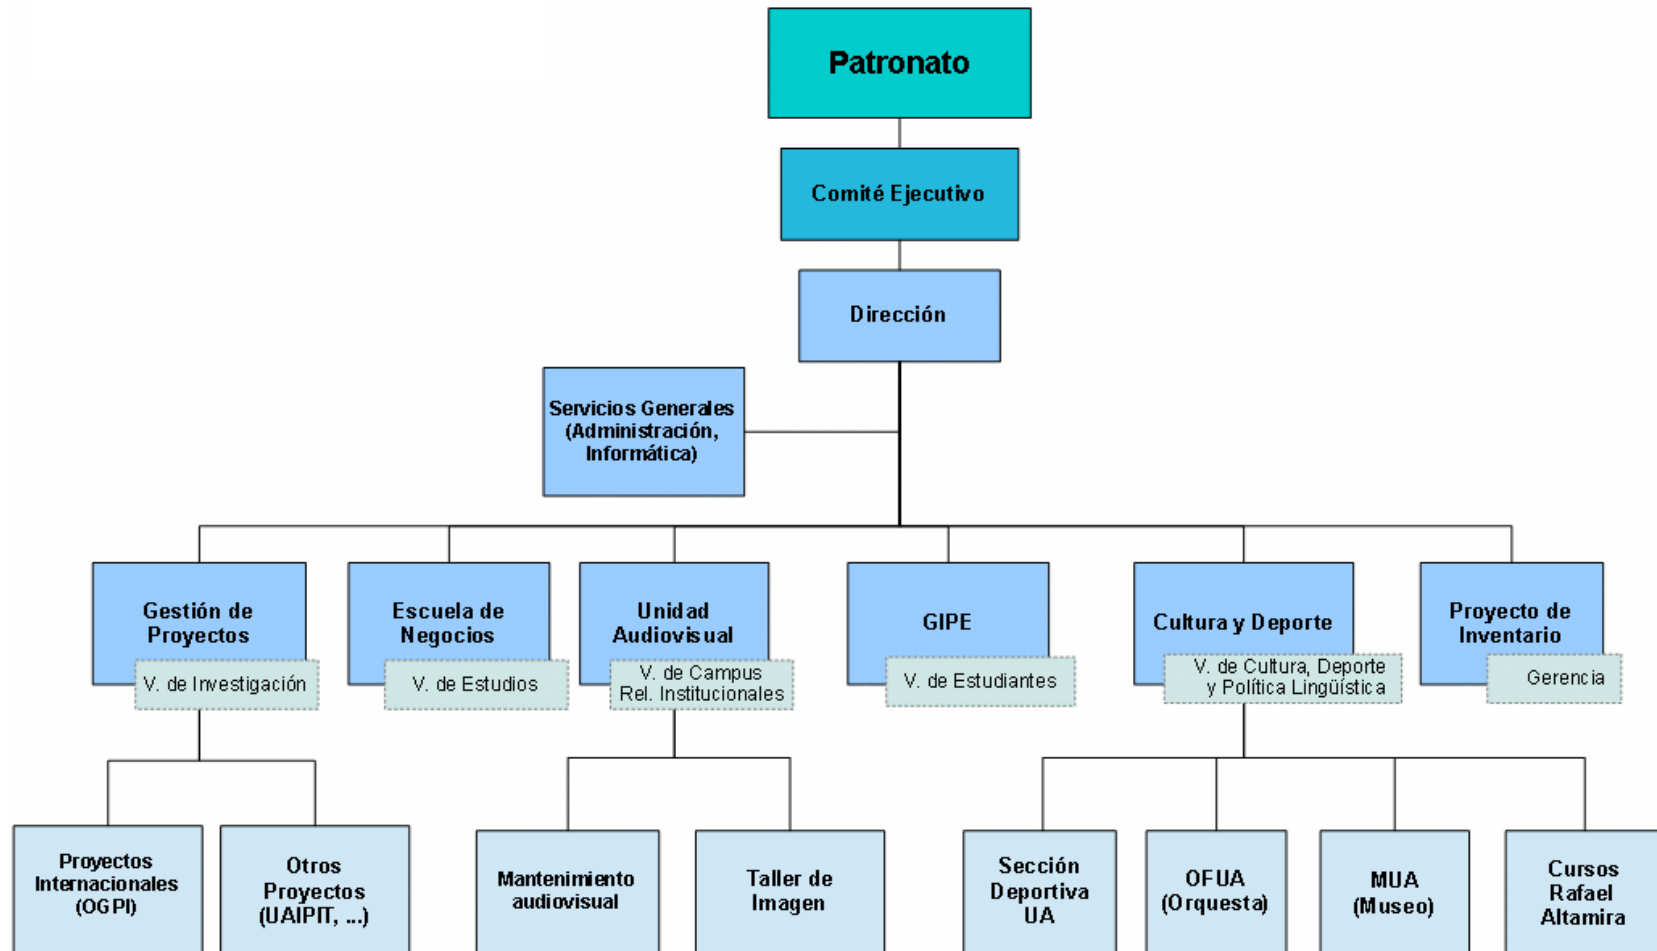 Patronato
Comité Ejecutivo
Dirección
Servicios Generales
(Administración,
Informática)
Gestión de
Proyectos
V. de Investigación
Escuela de
Negocios
V. de Estudios
Unidad
Audiovisual
V. de Campus
Rel. Institucionales
GIPE
V. de Estudiantes
Cultura y Deporte
V. de Cultura, Deporte
y Política Lingüística
Proyecto de
Inventario
Gerencia
Proyectos
Internacionales
(OGPI)
Otros
Proyectos
(UAIPIT, ...)
Mantenimiento
audiovisual
Taller de
Imagen
Sección
Deportiva
UA
OFUA
(Orquesta)
MUA
(Museo)
Cursos
Rafael
Altamira